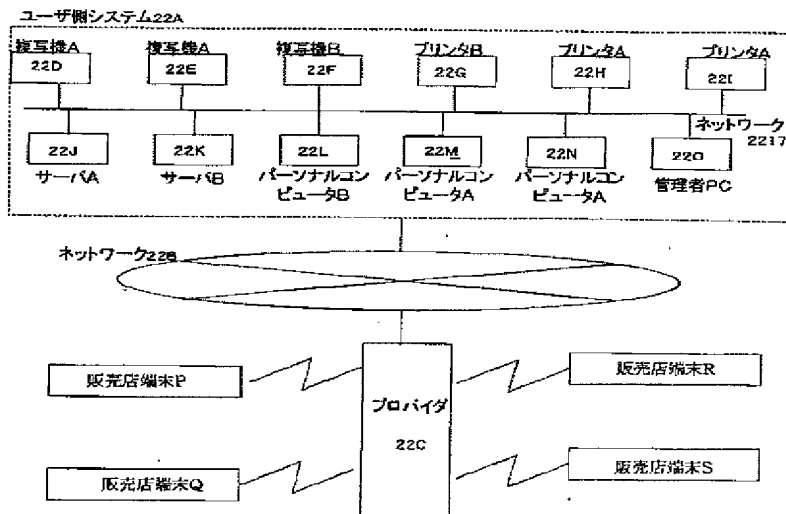 ユーザ側システム22A
複写機A
複写機A
複写機B
プリンタB
プリンタA
プリンタA
22D
22E
22F
22G
22H
22I
ネットワーク
2217
22J
22K
22L
22M
22N
22O
サーバA
サーバB
パーソナルコン
ピュータB
パーソナルコン
ピュータA
パーソナルコン
ピュータA
管理者PC
ネットワーク22B
販売店端末P
販売店端末R
プロバイダ
22C
販売店端末Q
販売店端末S